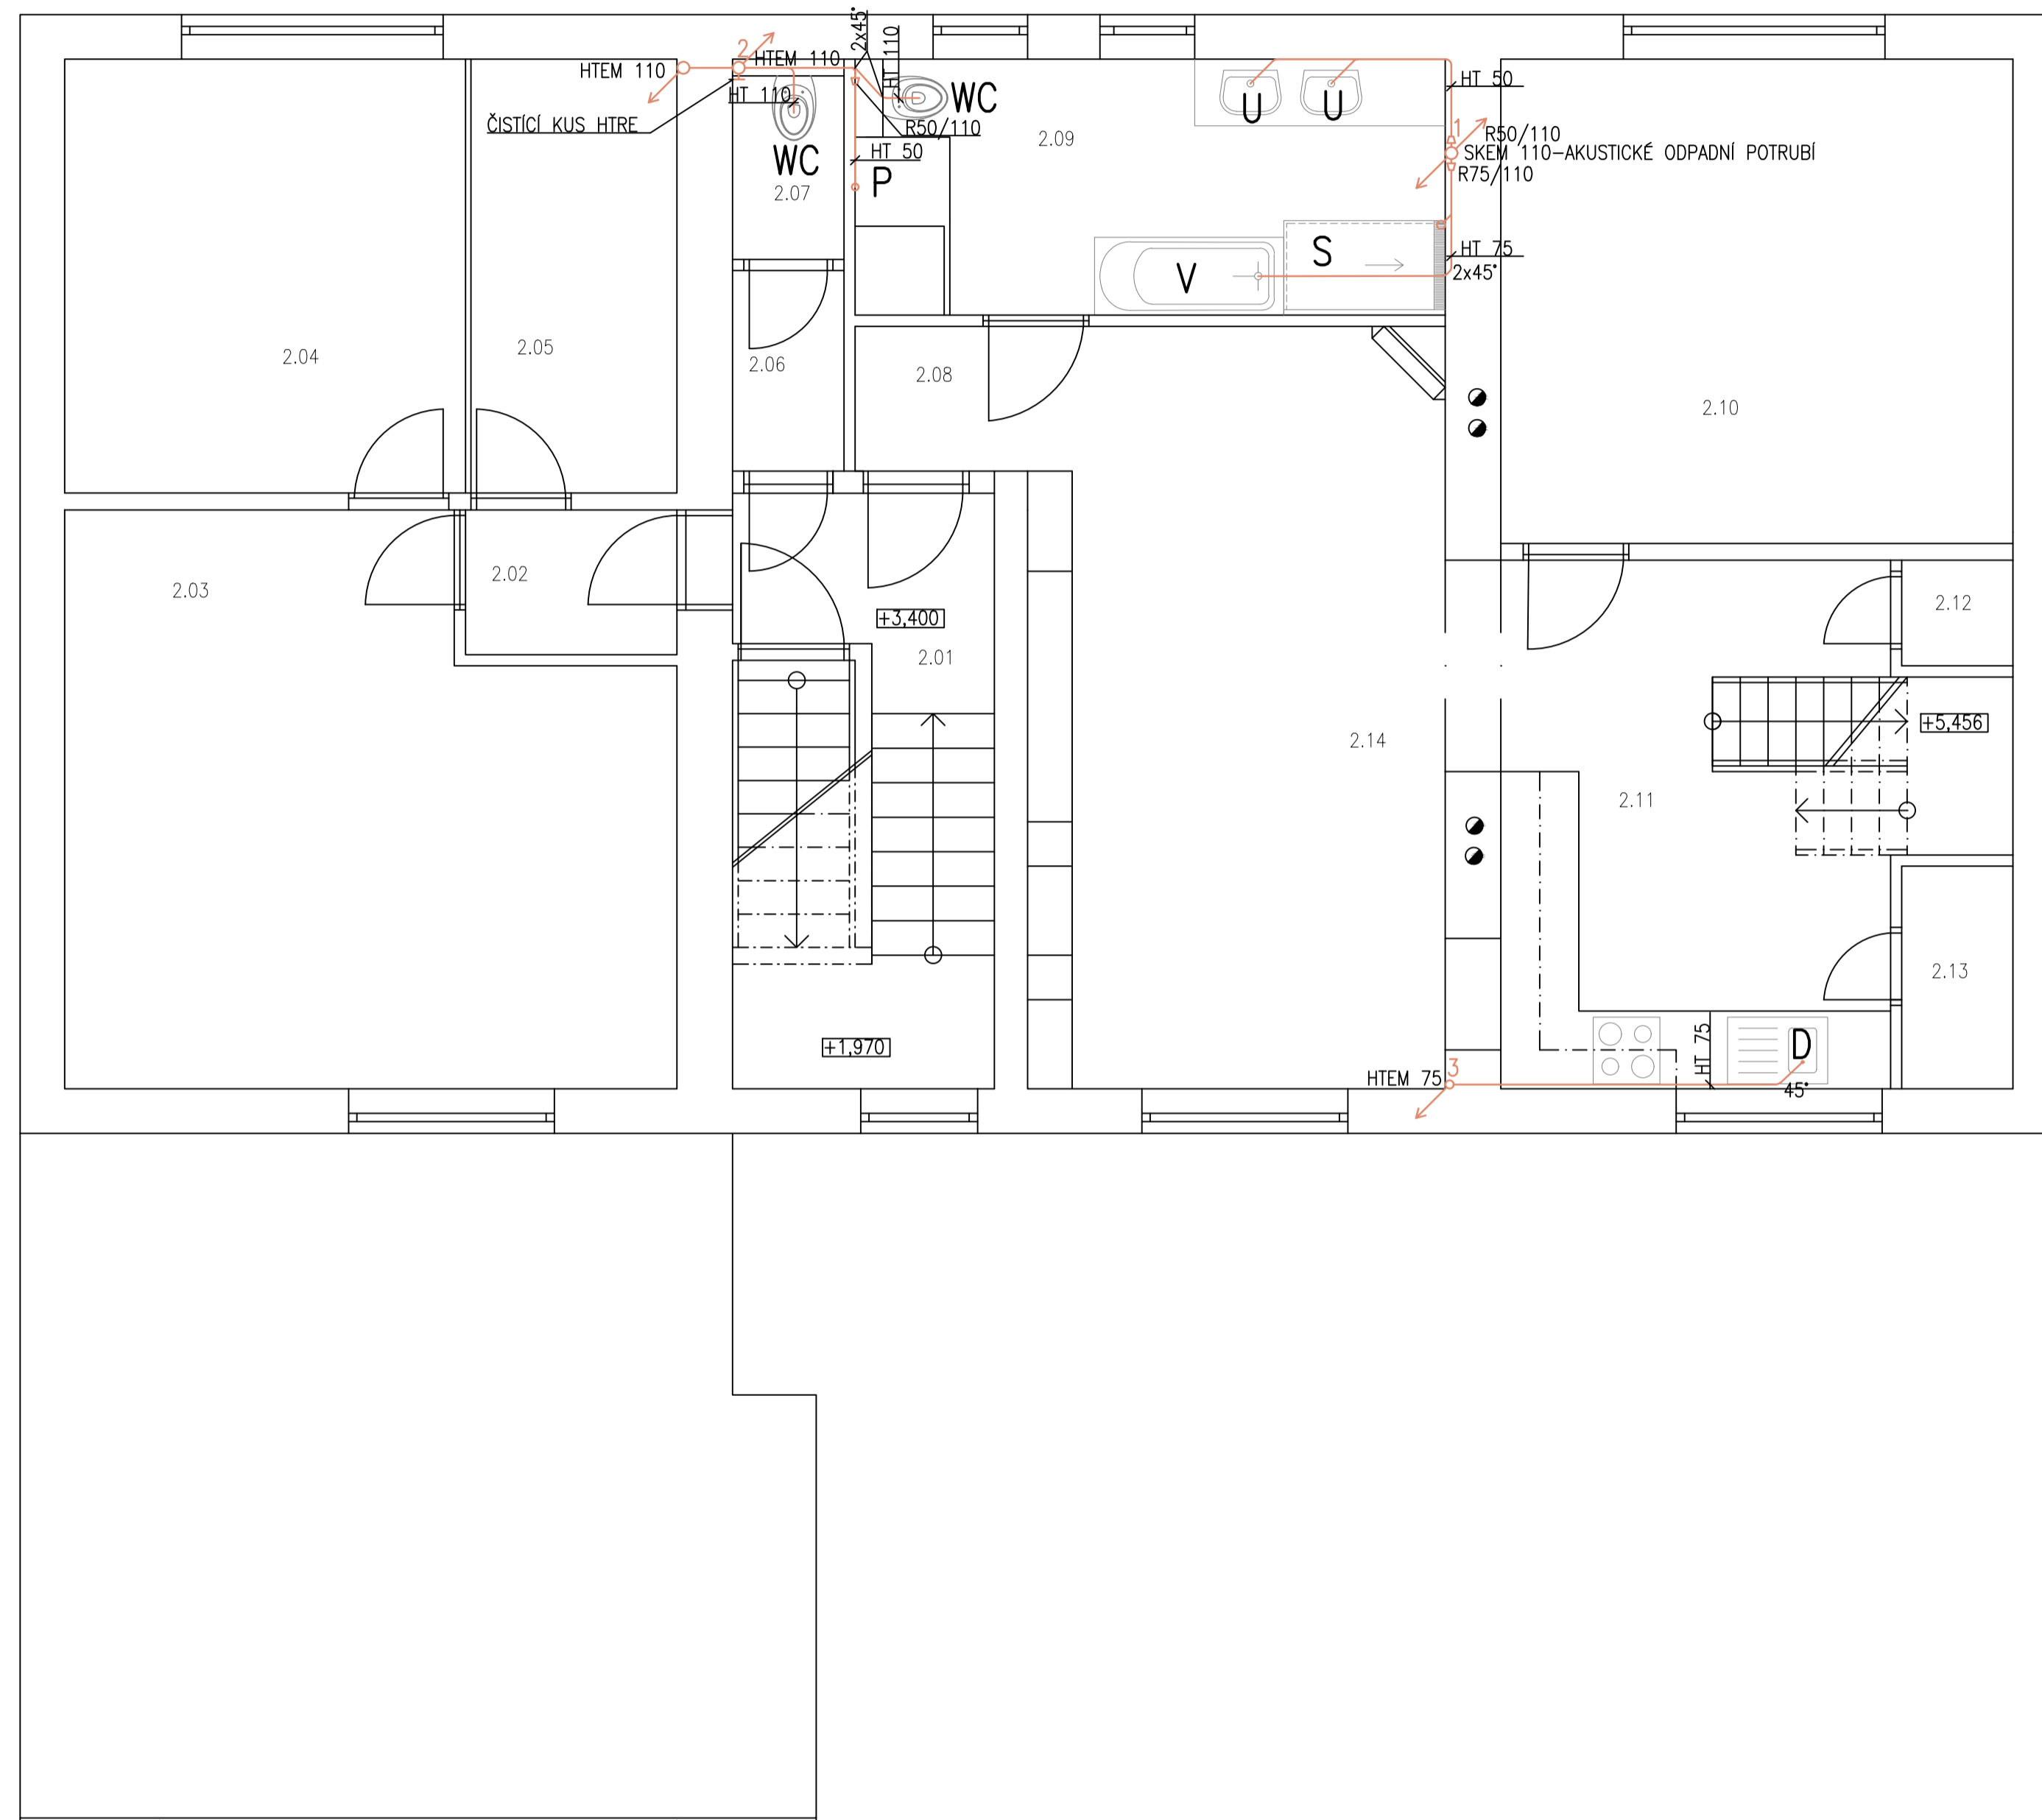 2x45°
HT 110
2
HTEM 110
HTEM 110
HT 50
HT 110
WC
U
U
ČISTÍCÍ KUS HTRE
R50/110
1
R50/110
2.09
HT 50
SKEM 110-AKUSTICKÉ ODPADNÍ POTRUBÍ
WC
P
R75/110
2.07
S
HT 75
V
2x45°
2.04
2.05
2.06
2.08
2.10
2.03
2.02
+3,400
2.12
2.01
+5,456
2.14
2.11
2.13
+1,970
HT 75
D
HTEM 75
3
45°